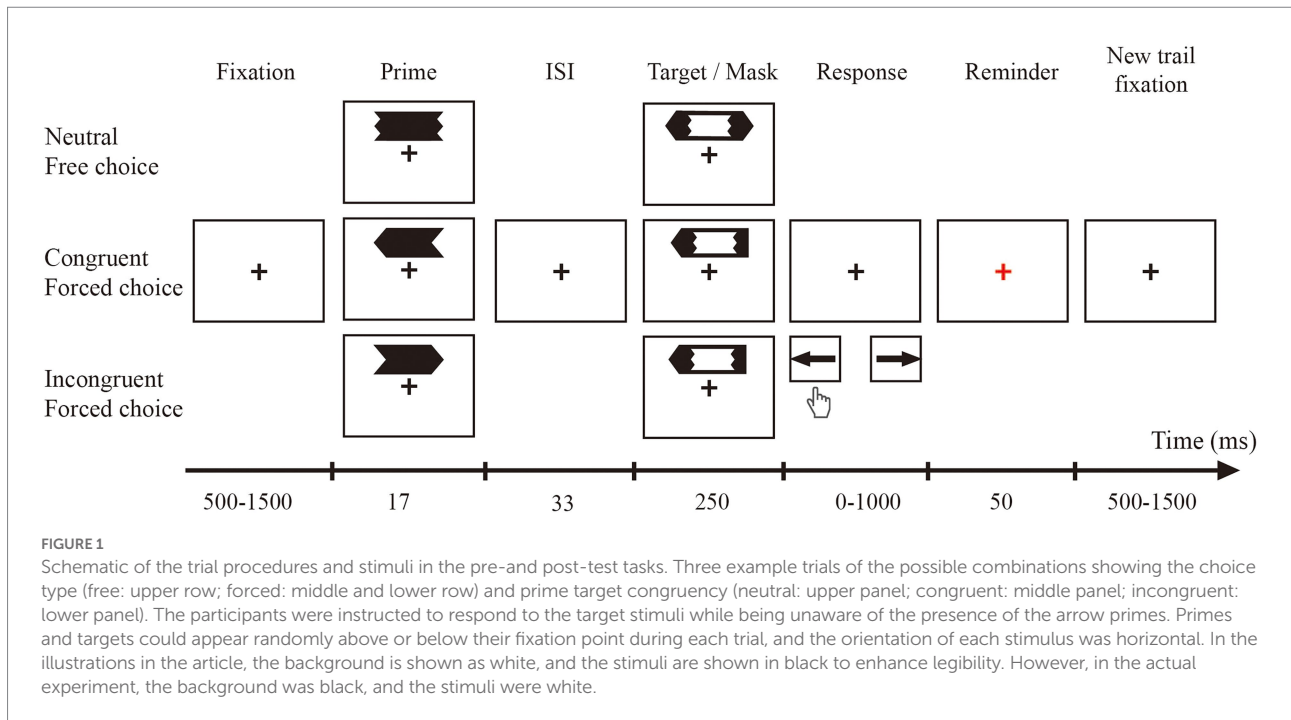 Fixation Prime ISI Target / Mask Response Reminder New trail
fixation
Neutral
Free choice
Congruent
Forced choice
Incongruent
Forced choice
Time (ms)
500-1500 17 33 250 0-1000 50 500-1500
FIGURE 1
Schematic of the trial procedures and stimuli in the pre-and post-test tasks. Three example trials of the possible combinations showing the choice
type (free: upper row; forced: middle and lower row) and prime target congruency (neutral: upper panel; congruent: middle panel; incongruent:
lower panel). The participants were instructed to respond to the target stimuli while being unaware of the presence of the arrow primes. Primes
and targets could appear randomly above or below their fixation point during each trial, and the orientation of each stimulus was horizontal. In the
illustrations in the article, the background is shown as white, and the stimuli are shown in black to enhance legibility. However, in the actual
experiment, the background was black, and the stimuli were white.